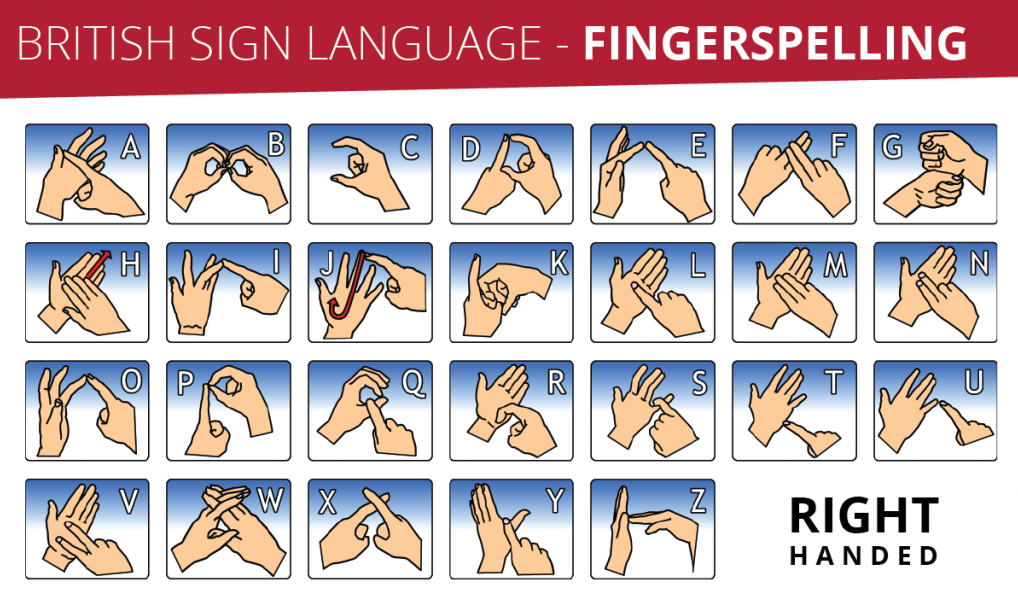 BRITISH SIGN LANGUAGE - FINGERSPELLING
A B C D E F G
H I J K L M N
O P Q R S T U
V W X Y Z
RIGHT
HANDED